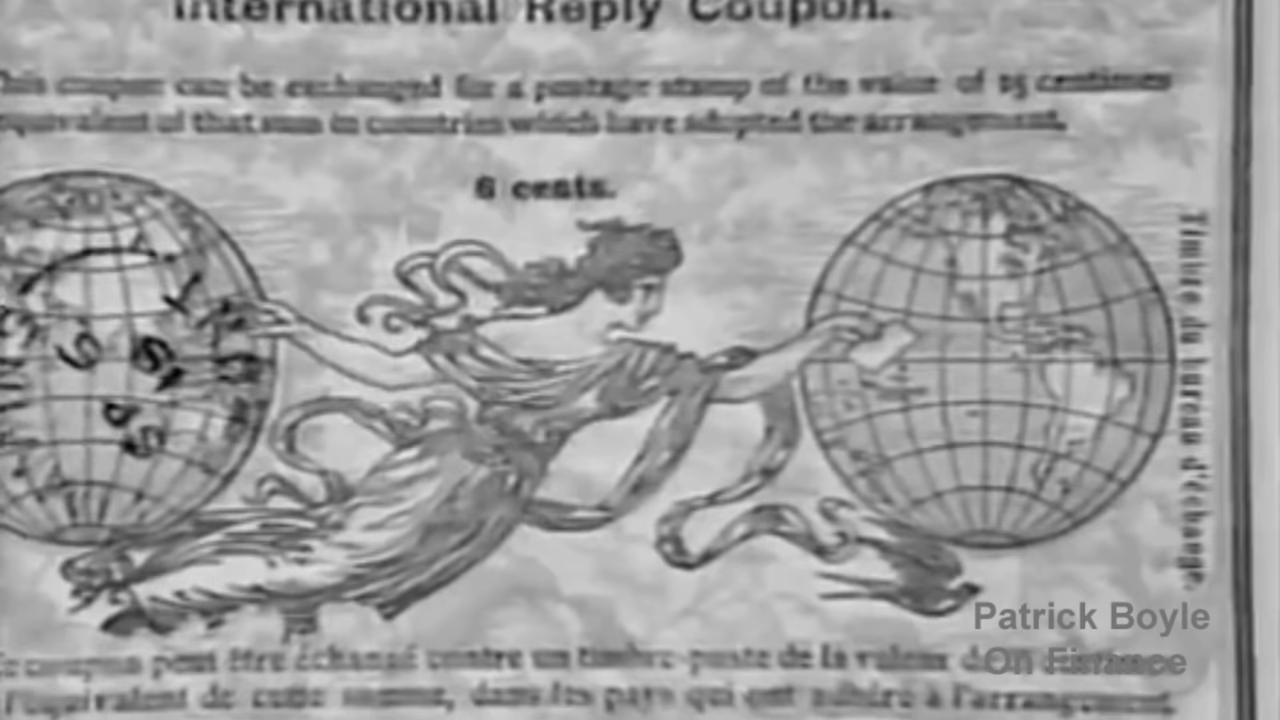 International Reply Coupon.
This coupon can be exchanged for a postage stamp of the value of 25 centimes
equivalent of that sum in countries which have adopted the arrangement.
6 cents.
Timbre du bureau d'échange.
Patrick Boyle
On Finance
Ce coupon peut être échangé contre un timbre-poste de la valeur de
l'équivalent de cette somme, dans les pays qui ont adhéré à l'arrangement